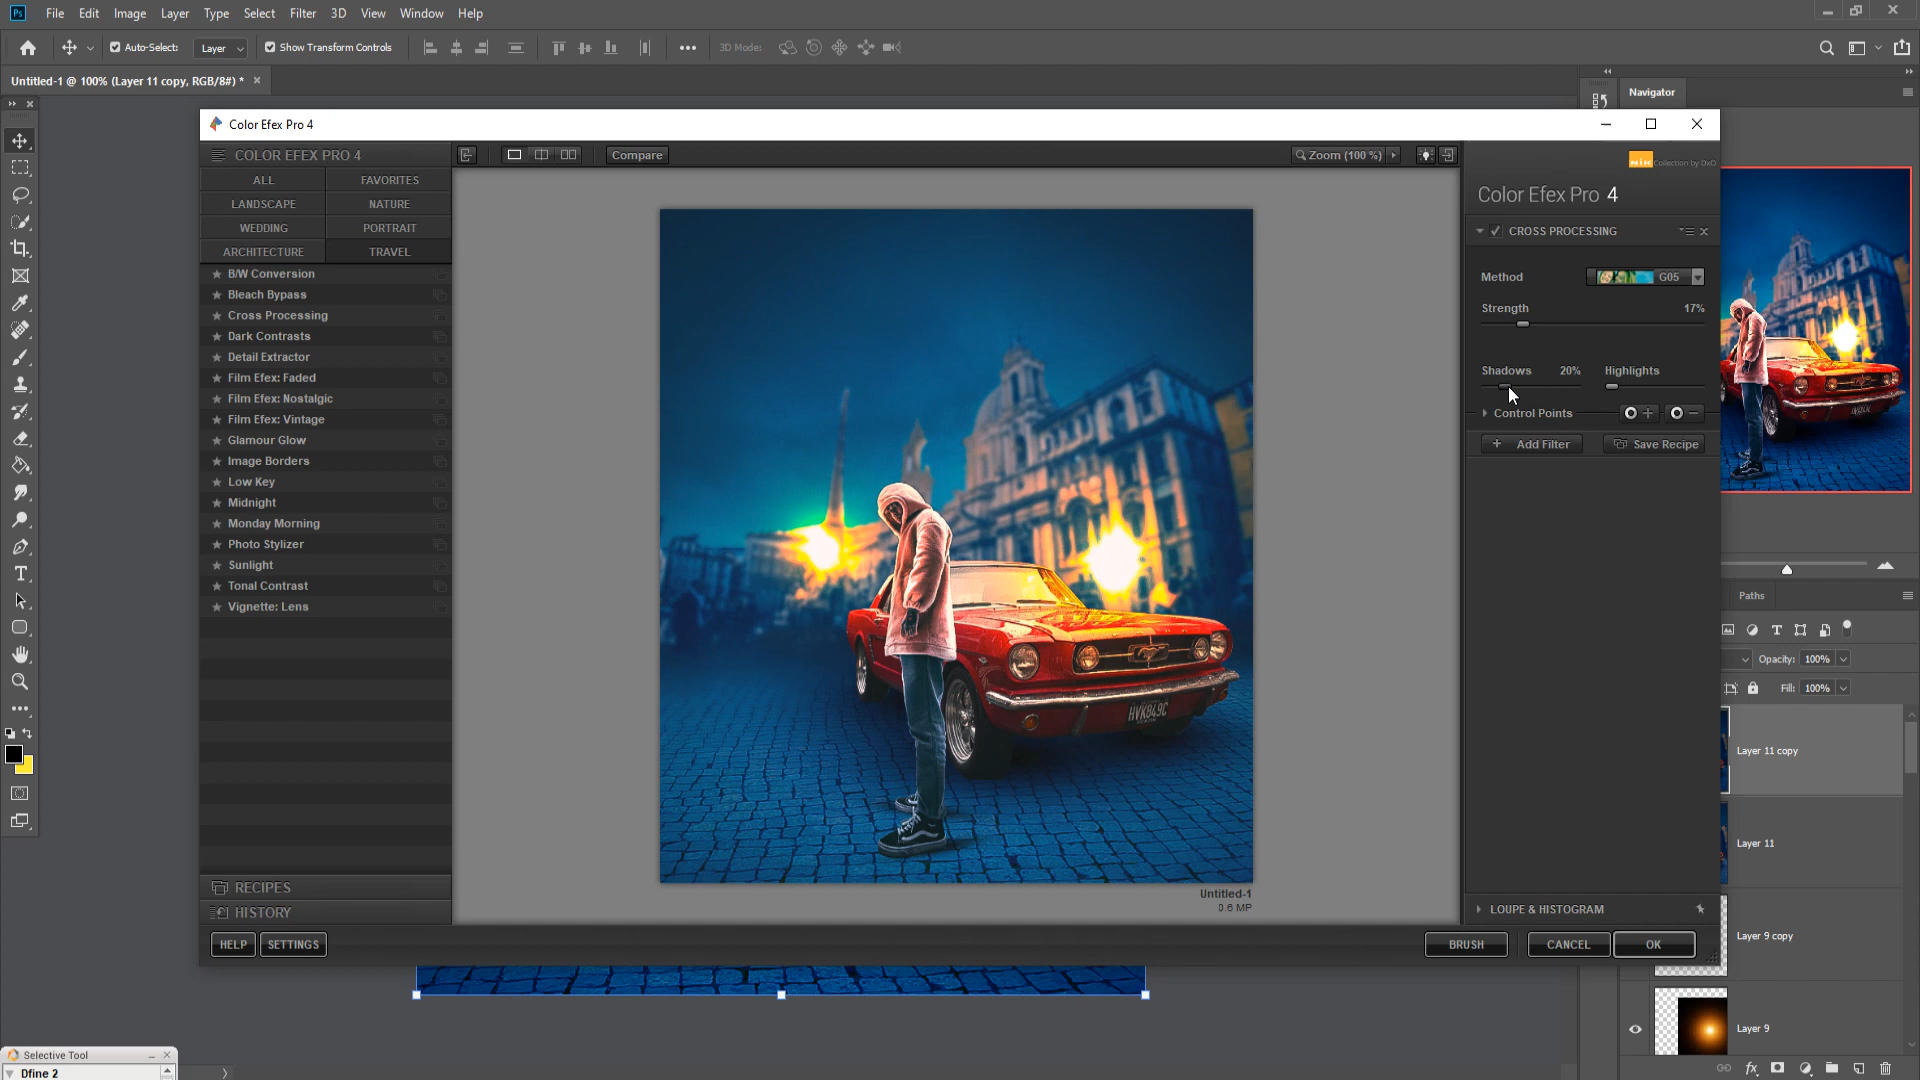 Ps File Edit Image Layer Type Select Filter 3D View Window Help
Auto-Select: Layer Show Transform Controls 3D Mode:
Untitled-1 @ 100% (Layer 11 copy, RGB/8#) *
Navigator
Color Efex Pro 4
COLOR EFEX PRO 4
Compare
Zoom (100 %)
Nik Collection by DxO
ALL FAVORITES
LANDSCAPE NATURE
WEDDING PORTRAIT
ARCHITECTURE TRAVEL
B/W Conversion
Bleach Bypass
Cross Processing
Dark Contrasts
Detail Extractor
Film Efex: Faded
Film Efex: Nostalgic
Film Efex: Vintage
Glamour Glow
Image Borders
Low Key
Midnight
Monday Morning
Photo Stylizer
Sunlight
Tonal Contrast
Vignette: Lens
RECIPES
HISTORY
HELP SETTINGS
HVK849C
Untitled-1
0.6 MP
Color Efex Pro 4
CROSS PROCESSING
Method G05
Strength 17%
Shadows 20% Highlights
Control Points
Add Filter Save Recipe
LOUPE & HISTOGRAM
BRUSH CANCEL OK
Paths
Opacity: 100%
Fill: 100%
Layer 11 copy
Layer 11
Layer 9 copy
Layer 9
Selective Tool
Dfine 2